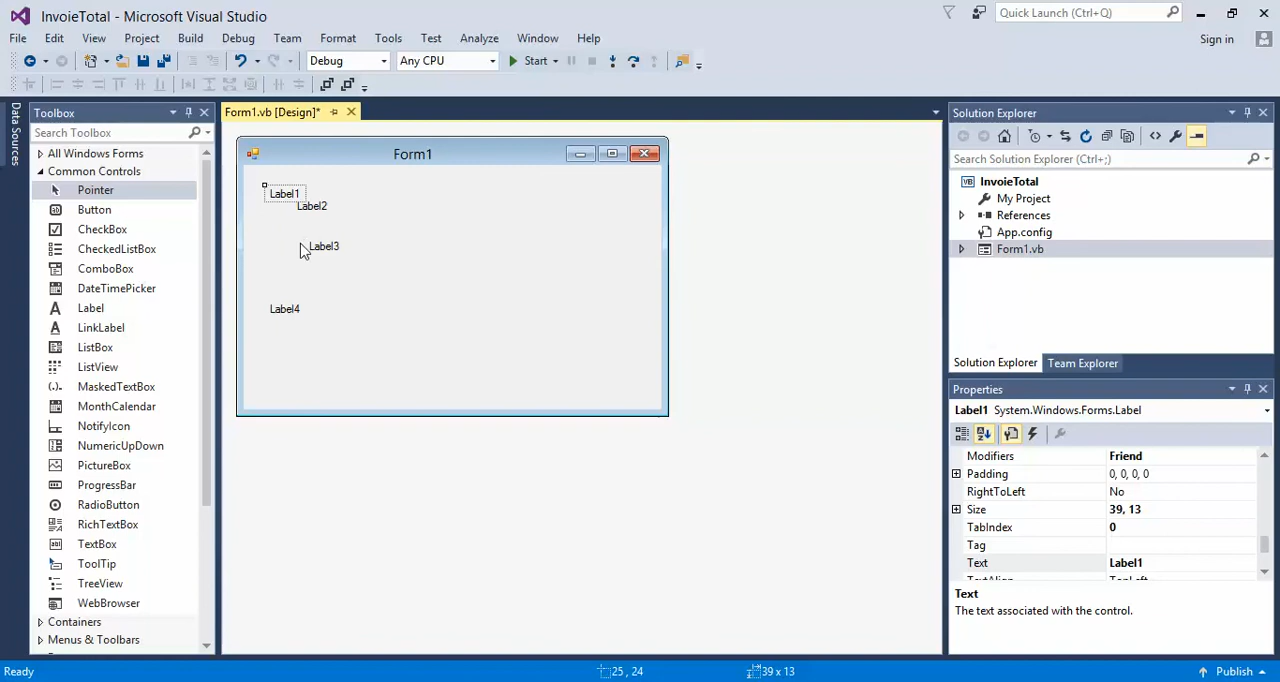 InvoieTotal - Microsoft Visual Studio
Quick Launch (Ctrl+Q)
File Edit View Project Build Debug Team Format Tools Test Analyze Window Help
Sign in
Debug Any CPU Start
Data Sources
Toolbox
Search Toolbox
All Windows Forms
Common Controls
Pointer
Button
CheckBox
CheckedListBox
ComboBox
DateTimePicker
Label
LinkLabel
ListBox
ListView
MaskedTextBox
MonthCalendar
NotifyIcon
NumericUpDown
PictureBox
ProgressBar
RadioButton
RichTextBox
TextBox
ToolTip
TreeView
WebBrowser
Containers
Menus & Toolbars
Form1.vb [Design]*
Form1
Label1
Label2
Label3
Label4
Solution Explorer
Search Solution Explorer (Ctrl+;)
InvoieTotal
My Project
References
App.config
Form1.vb
Solution Explorer Team Explorer
Properties
Label1 System.Windows.Forms.Label
Modifiers Friend
Padding 0, 0, 0, 0
RightToLeft No
Size 39, 13
TabIndex 0
Tag
Text Label1
TextAlign TopLeft
Text
The text associated with the control.
Ready 25 , 24 39 x 13 Publish